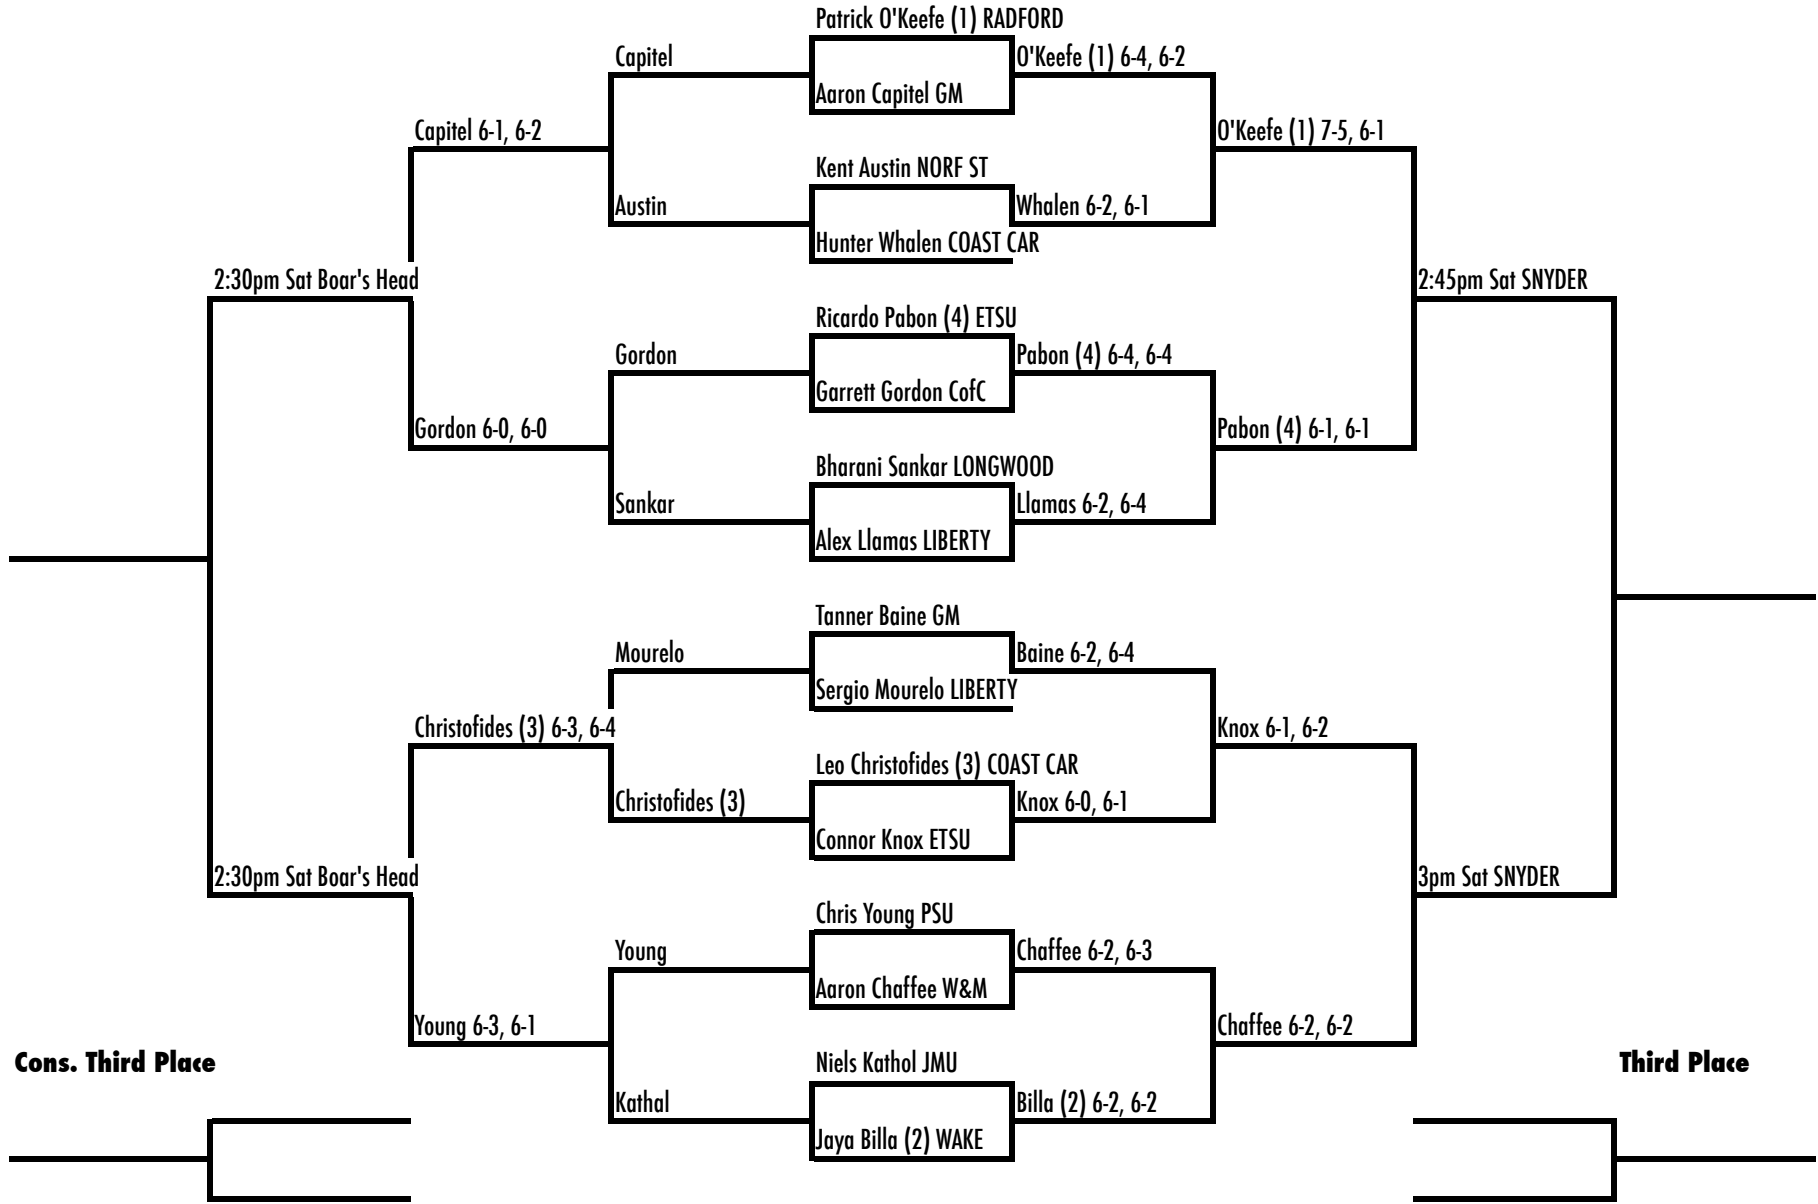 Patrick O'Keefe (1) RADFORD
Capitel
O'Keefe (1) 6-4, 6-2
Aaron Capitel GM
Capitel 6-1, 6-2
O'Keefe (1) 7-5, 6-1
Kent Austin NORF ST
Austin
Whalen 6-2, 6-1
Hunter Whalen COAST CAR
2:30pm Sat Boar's Head
2:45pm Sat SNYDER
Ricardo Pabon (4) ETSU
Gordon
Pabon (4) 6-4, 6-4
Garrett Gordon CofC
Gordon 6-0, 6-0
Pabon (4) 6-1, 6-1
Bharani Sankar LONGWOOD
Sankar
Llamas 6-2, 6-4
Alex Llamas LIBERTY
Tanner Baine GM
Mourelo
Baine 6-2, 6-4
Sergio Mourelo LIBERTY
Christofides (3) 6-3, 6-4
Knox 6-1, 6-2
Leo Christofides (3) COAST CAR
Christofides (3)
Knox 6-0, 6-1
Connor Knox ETSU
2:30pm Sat Boar's Head
3pm Sat SNYDER
Chris Young PSU
Young
Chaffee 6-2, 6-3
Aaron Chaffee W&M
Young 6-3, 6-1
Chaffee 6-2, 6-2
Cons. Third Place
Niels Kathol JMU
Third Place
Kathal
Billa (2) 6-2, 6-2
Jaya Billa (2) WAKE